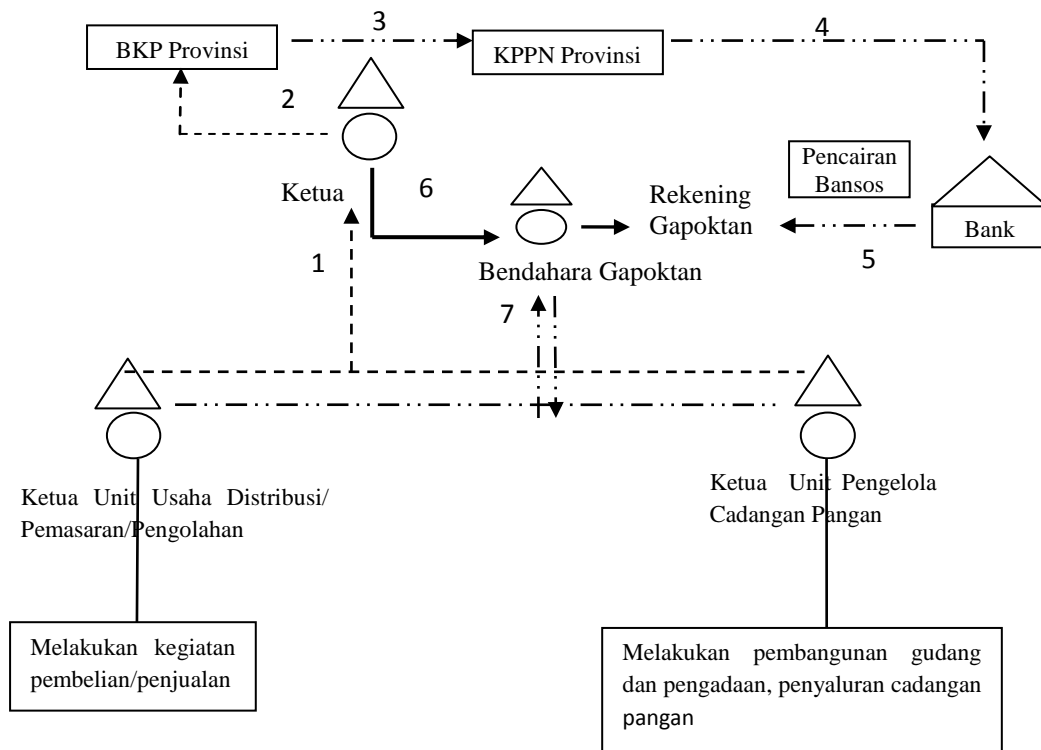 3
4
BKP Provinsi
KPPN Provinsi
2
Pencairan
Bansos
Ketua
6
Rekening
Gapoktan
Bank
1
5
Bendahara Gapoktan
7
Ketua Unit Usaha Distribusi/
Pemasaran/Pengolahan
Ketua Unit Pengelola
Cadangan Pangan
Melakukan kegiatan
pembelian/penjualan
Melakukan pembangunan gudang
dan pengadaan, penyaluran cadangan
pangan